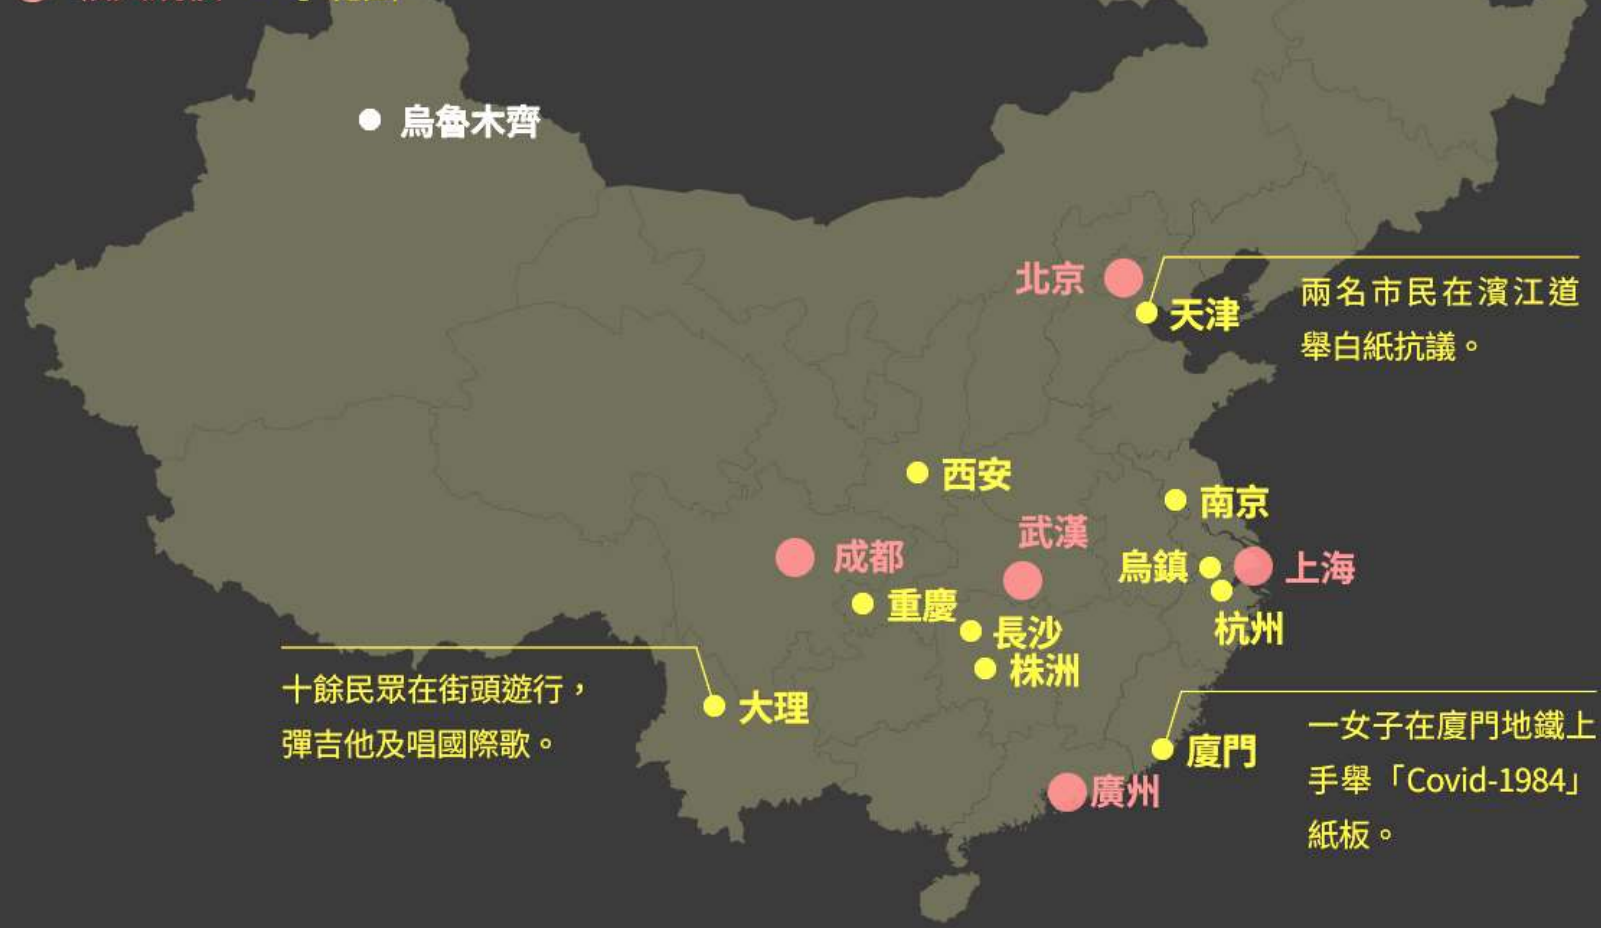 烏魯木齊
北京
天津
兩名市民在濱江道
舉白紙抗議。
西安
南京
武漢
成都
烏鎮
上海
重慶
杭州
長沙
株洲
十餘民眾在街頭遊行，
彈吉他及唱國際歌。
大理
廈門
一女子在廈門地鐵上
手舉「Covid-1984」
紙板。
廣州